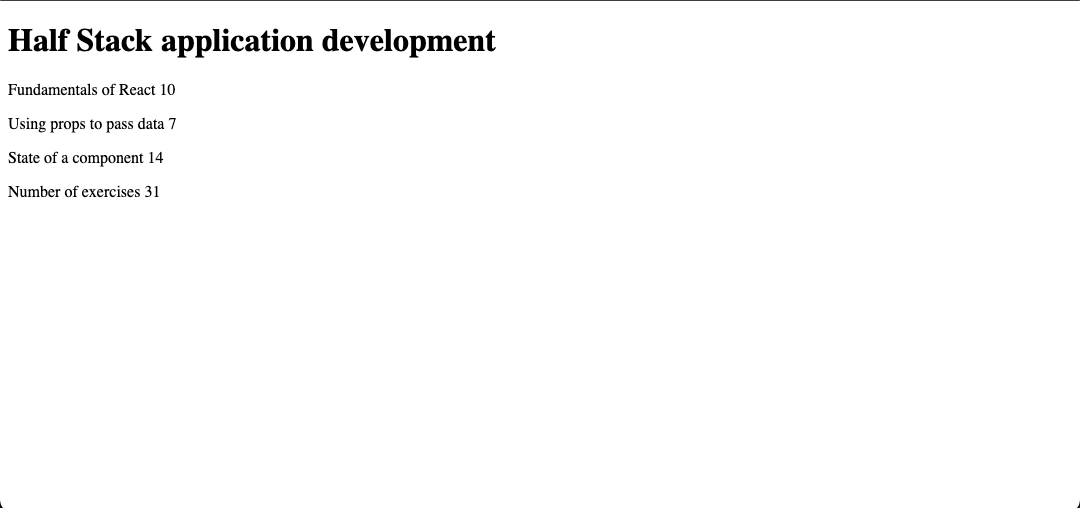 Half Stack application development
Fundamentals of React 10
Using props to pass data 7
State of a component 14
Number of exercises 31